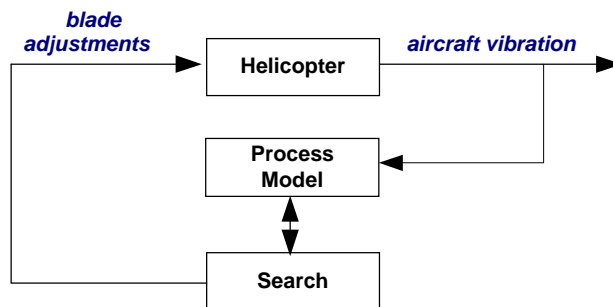 blade
adjustments
Helicopter
aircraft vibration
Process
Model
Search